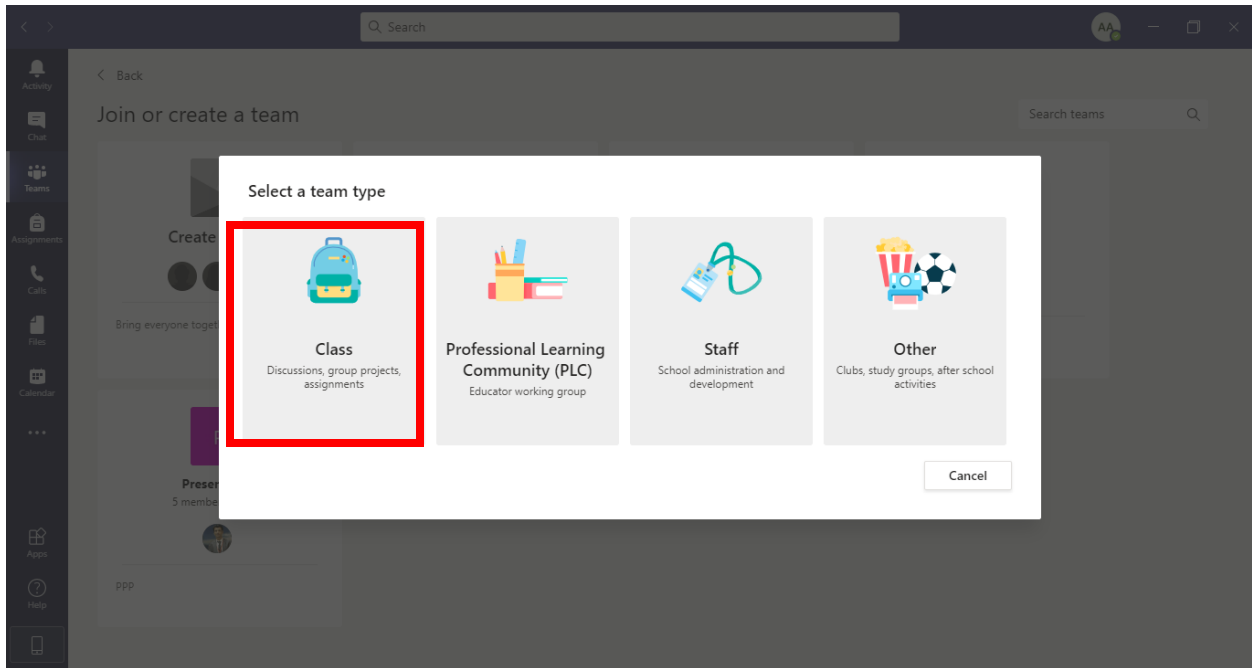 Search
AA
Activity
Chat
Teams
Assignments
Calls
Files
Calendar
Apps
Help
Back
Join or create a team
Search teams
Create
Bring everyone toget
Select a team type
Class
Discussions, group projects,
assignments
Professional Learning
Community (PLC)
Educator working group
Staff
School administration and
development
Other
Clubs, study groups, after school
activities
Cancel
Presen
5 membe
ppp